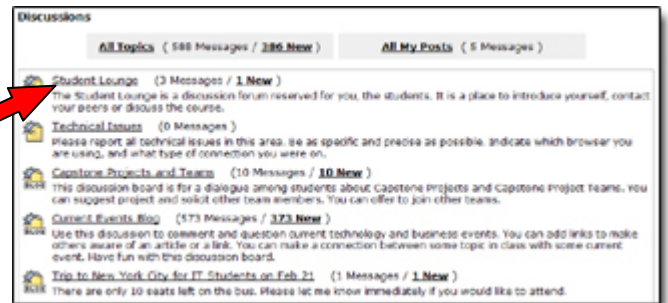 Discussions
All Topics ( 588 Messages / 386 New ) All My Posts ( 5 Messages )
Student Lounge (3 Messages / 1 New )
The Student Lounge is a discussion forum reserved for you, the students. It is a place to introduce yourself, contact
your peers or discuss the course.
Technical Issues (0 Messages )
Please report all technical issues in this area. Be as specific and precise as possible. Indicate which browser you
are using, and what type of connection you were on.
Capstone Projects and Teams (10 Messages / 10 New )
This discussion board is for a dialogue among students about Capstone Projects and Capstone Project Teams. You
can suggest project and solicit other team members. You can offer to join other teams.
Current Events Blog (573 Messages / 373 New )
Use this discussion to comment and question current technology and business events. You can add links to make
others aware of an article or a link. You can make a connection between some topic in class with some current
event. Have fun with this discussion board.
Trip to New York City for IT Students on Feb 21 (1 Messages / 1 New )
There are only 10 seats left on the bus. Please let me know immediately if you would like to attend.